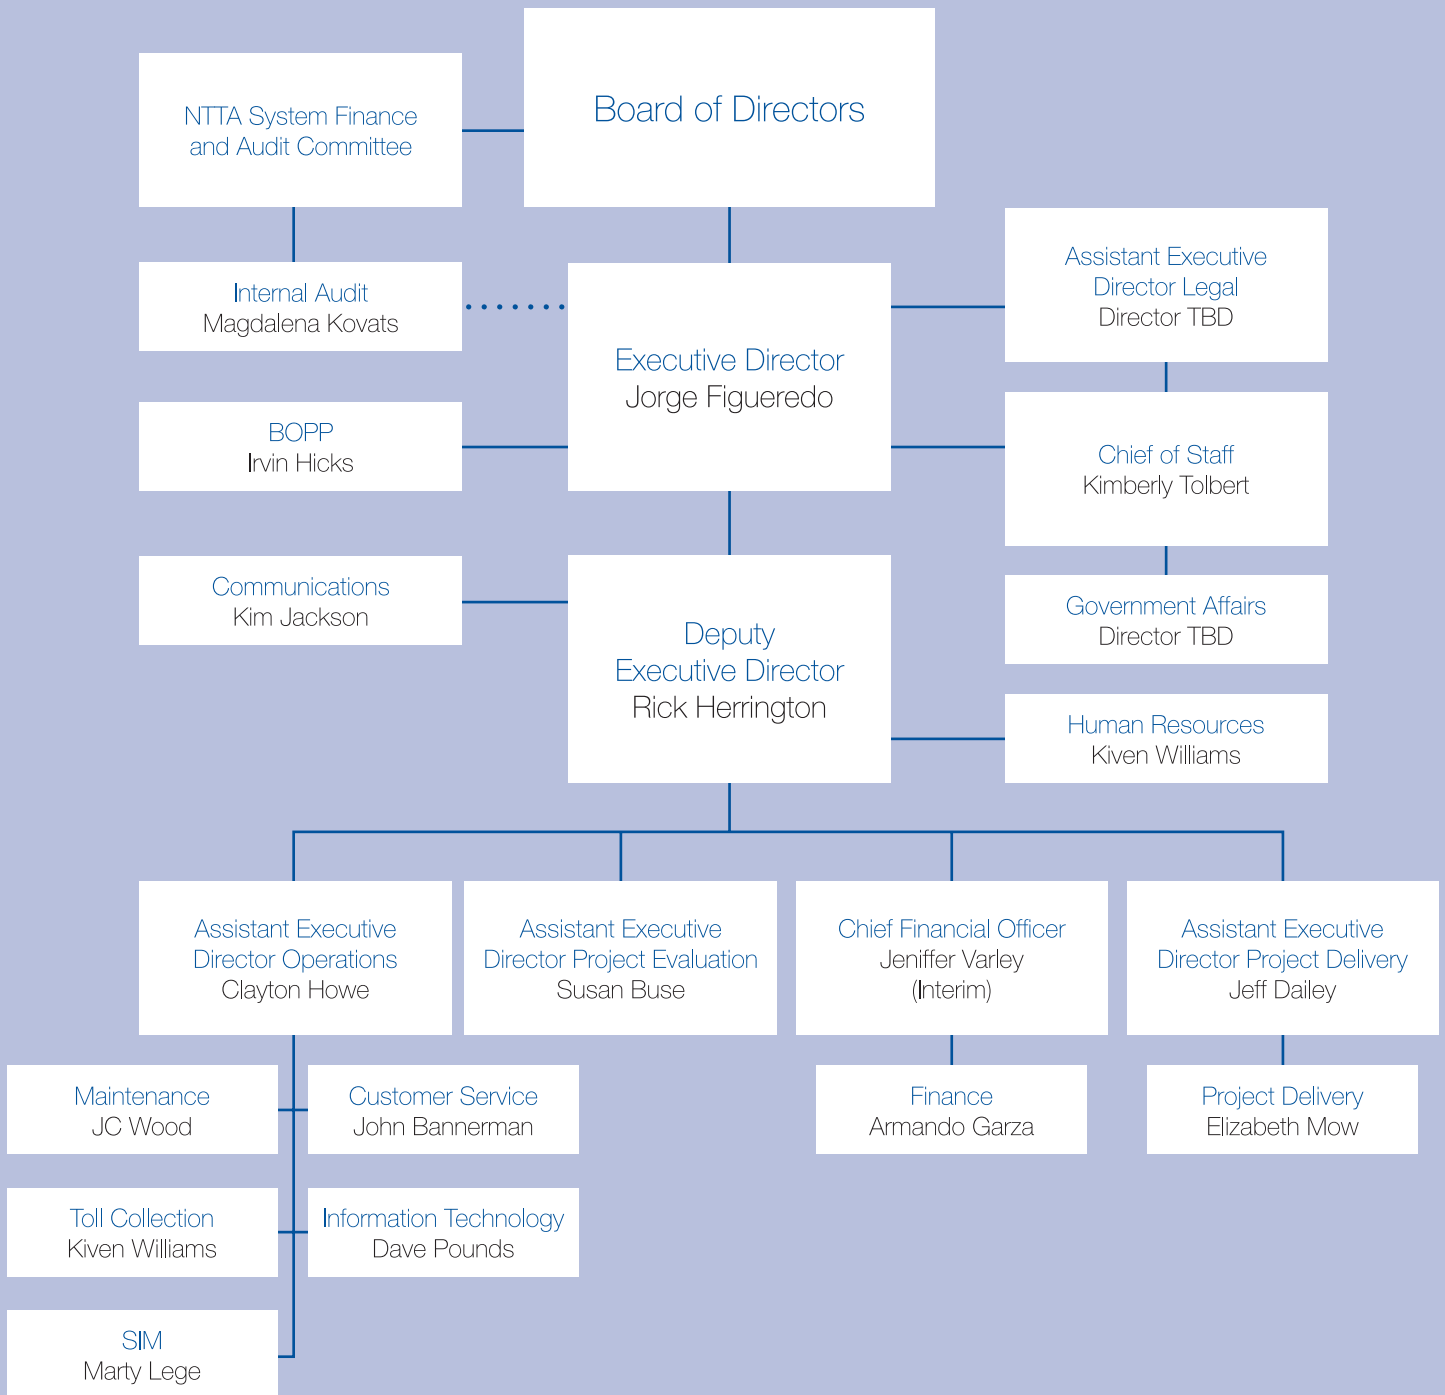 Board of Directors
NTTA System Finance
and Audit Committee
Internal Audit
Magdalena Kovats
Executive Director
Jorge Figueredo
Assistant Executive
Director Legal
Director TBD
BOPP
Irvin Hicks
Chief of Staff
Kimberly Tolbert
Communications
Kim Jackson
Deputy
Executive Director
Rick Herrington
Government Affairs
Director TBD
Human Resources
Kiven Williams
Assistant Executive
Director Operations
Clayton Howe
Assistant Executive
Director Project Evaluation
Susan Buse
Chief Financial Officer
Jeniffer Varley
(Interim)
Assistant Executive
Director Project Delivery
Jeff Dailey
Maintenance
JC Wood
Customer Service
John Bannerman
Finance
Armando Garza
Project Delivery
Elizabeth Mow
Toll Collection
Kiven Williams
Information Technology
Dave Pounds
SIM
Marty Lege